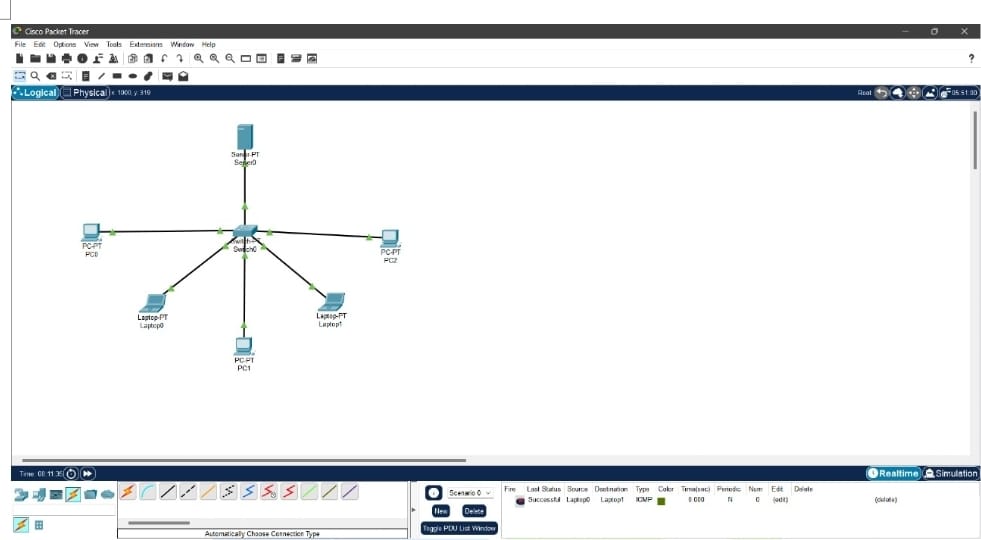 Cisco Packet Tracer
File Edit Options View Tools Extensions Window Help
?
Logical Physical x: 1000, y: 319 Root 05:51:00
Server-PT
Server0
Switch-PT
Switch0
PC-PT
PC0
PC-PT
PC2
Laptop-PT
Laptop0
Laptop-PT
Laptop1
PC-PT
PC1
Time: 00:11:35 Realtime Simulation
Scenario 0
New Delete
Toggle PDU List Window
Fire Last Status Source Destination Type Color Time(sec) Periodic Num Edit Delete
Successful Laptop0 Laptop1 ICMP 0.000 N 0 (edit) (delete)
Automatically Choose Connection Type